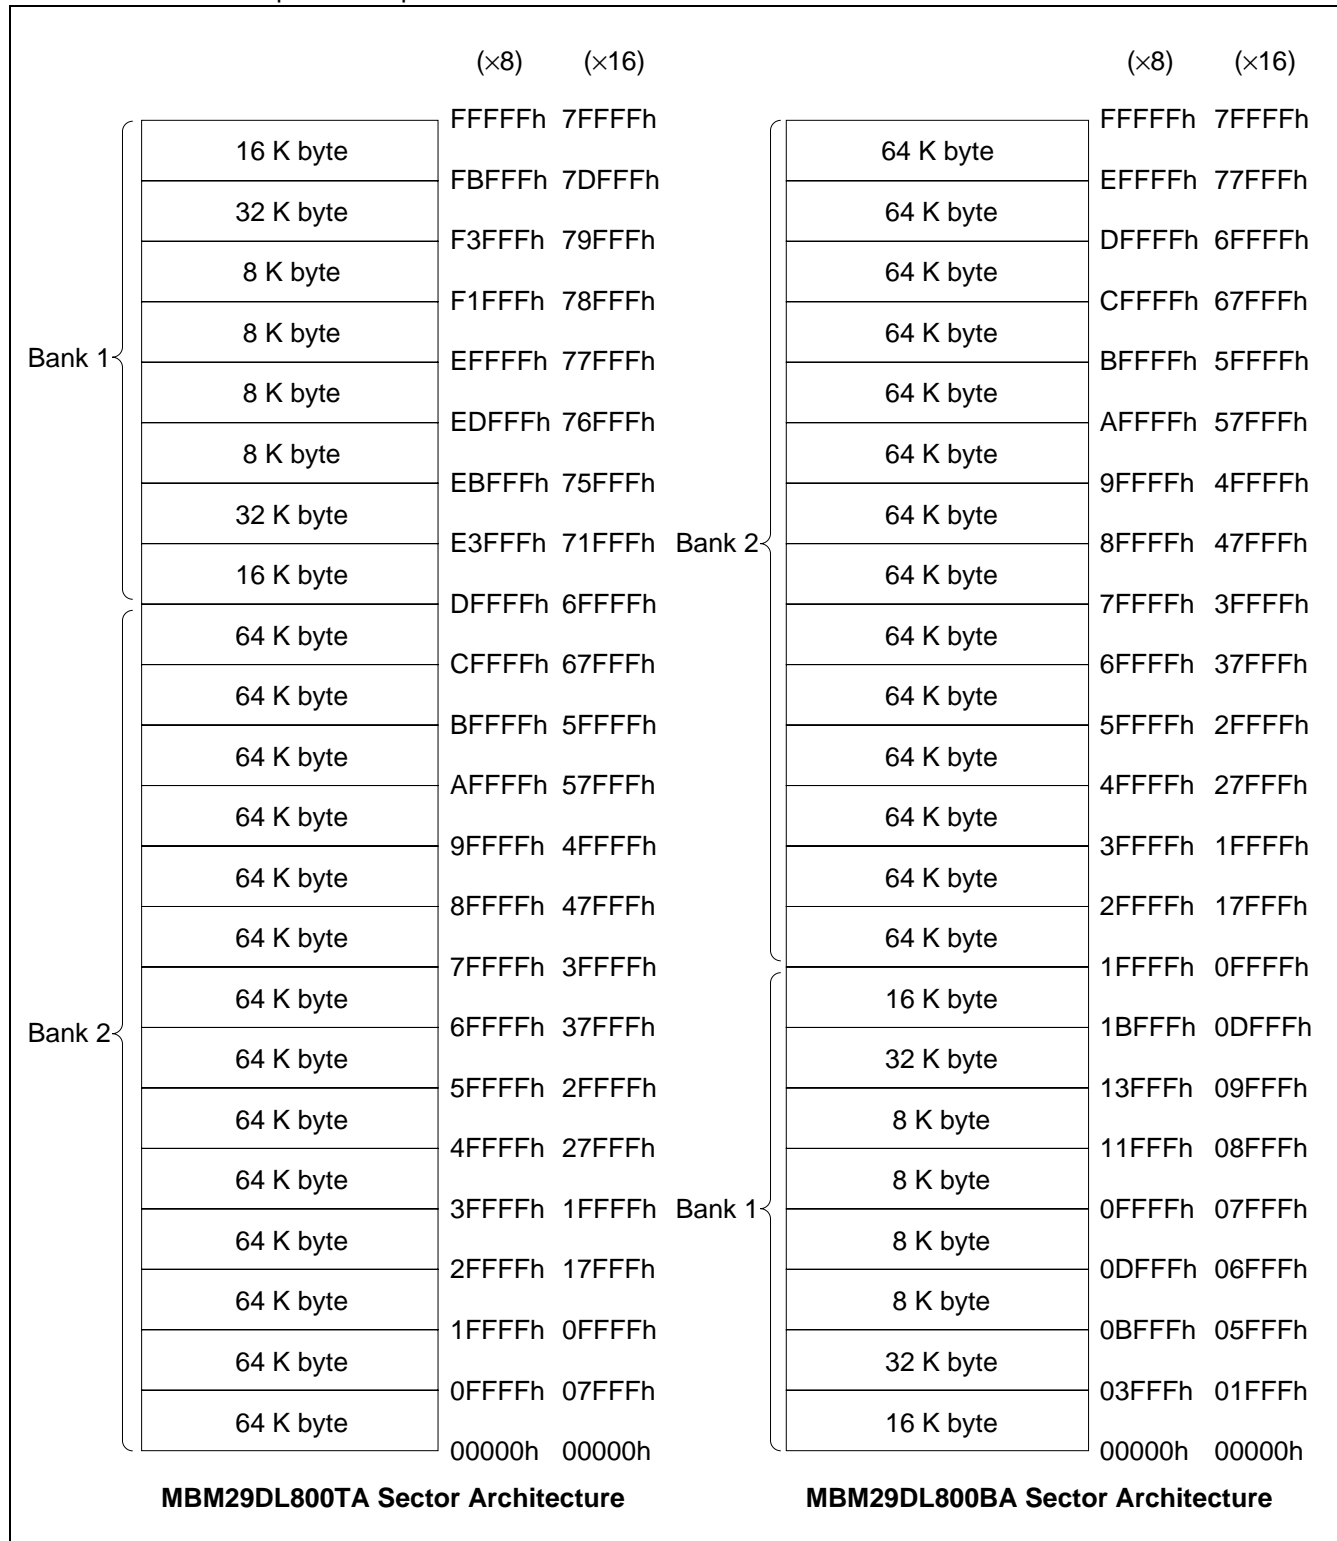 (×8) (×16) (×8) (×16)
FFFFFh 7FFFFh FFFFFh 7FFFFh
16 K byte 64 K byte
FBFFFh 7DFFFh EFFFFh 77FFFh
32 K byte 64 K byte
F3FFFh 79FFFh DFFFFh 6FFFFh
8 K byte 64 K byte
F1FFFh 78FFFh CFFFFh 67FFFh
8 K byte 64 K byte
Bank 1 EFFFFh 77FFFh BFFFFh 5FFFFh
8 K byte 64 K byte
EDFFFh 76FFFh AFFFFh 57FFFh
8 K byte 64 K byte
EBFFFh 75FFFh 9FFFFh 4FFFFh
32 K byte 64 K byte
E3FFFh 71FFFh Bank 2 8FFFFh 47FFFh
16 K byte 64 K byte
DFFFFh 6FFFFh 7FFFFh 3FFFFh
64 K byte 64 K byte
CFFFFh 67FFFh 6FFFFh 37FFFh
64 K byte 64 K byte
BFFFFh 5FFFFh 5FFFFh 2FFFFh
64 K byte 64 K byte
AFFFFh 57FFFh 4FFFFh 27FFFh
64 K byte 64 K byte
9FFFFh 4FFFFh 3FFFFh 1FFFFh
64 K byte 64 K byte
8FFFFh 47FFFh 2FFFFh 17FFFh
64 K byte 64 K byte
7FFFFh 3FFFFh 1FFFFh 0FFFFh
64 K byte 16 K byte
Bank 2 6FFFFh 37FFFh 1BFFFh 0DFFFh
64 K byte 32 K byte
5FFFFh 2FFFFh 13FFFh 09FFFh
64 K byte 8 K byte
4FFFFh 27FFFh 11FFFh 08FFFh
64 K byte 8 K byte
3FFFFh 1FFFFh Bank 1 0FFFFh 07FFFh
64 K byte 8 K byte
2FFFFh 17FFFh 0DFFFh 06FFFh
64 K byte 8 K byte
1FFFFh 0FFFFh 0BFFFh 05FFFh
64 K byte 32 K byte
0FFFFh 07FFFh 03FFFh 01FFFh
64 K byte 16 K byte
00000h 00000h 00000h 00000h
MBM29DL800TA Sector Architecture MBM29DL800BA Sector Architecture